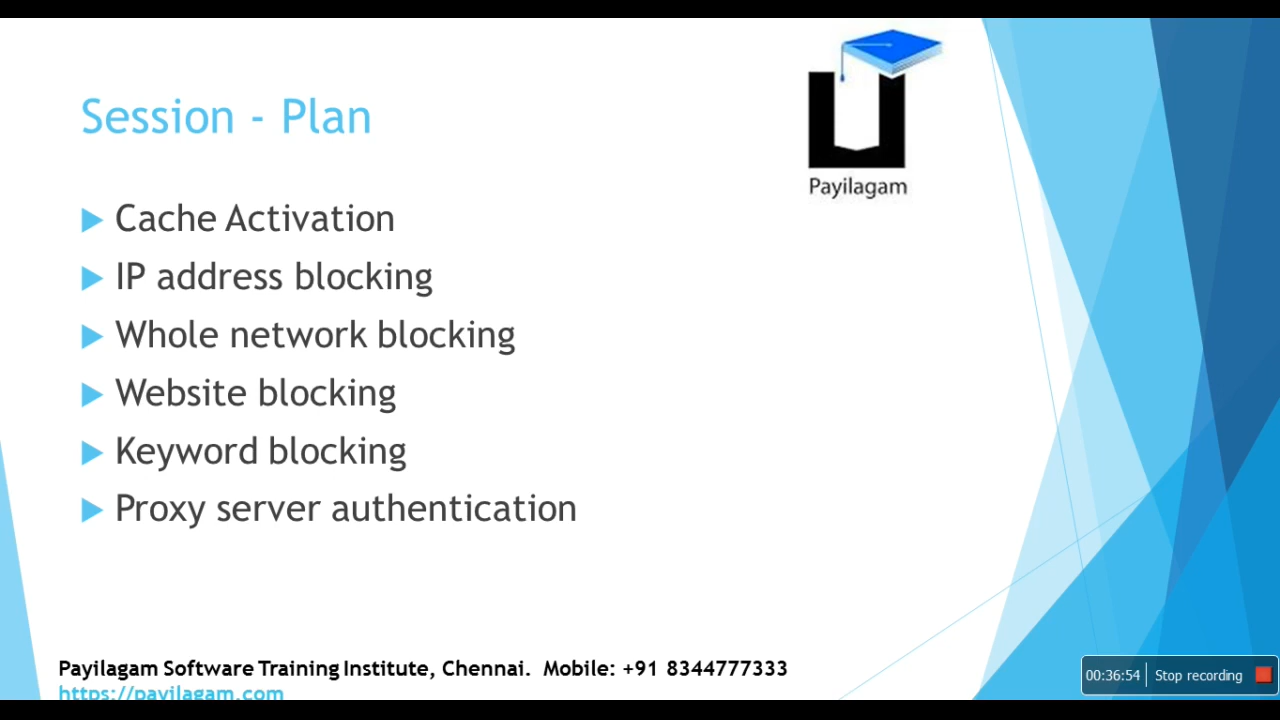 Session - Plan
Payilagam
Cache Activation
IP address blocking
Whole network blocking
Website blocking
Keyword blocking
Proxy server authentication
Payilagam Software Training Institute, Chennai. Mobile: +91 8344777333
https://payilagam.com
00:36:54 Stop recording